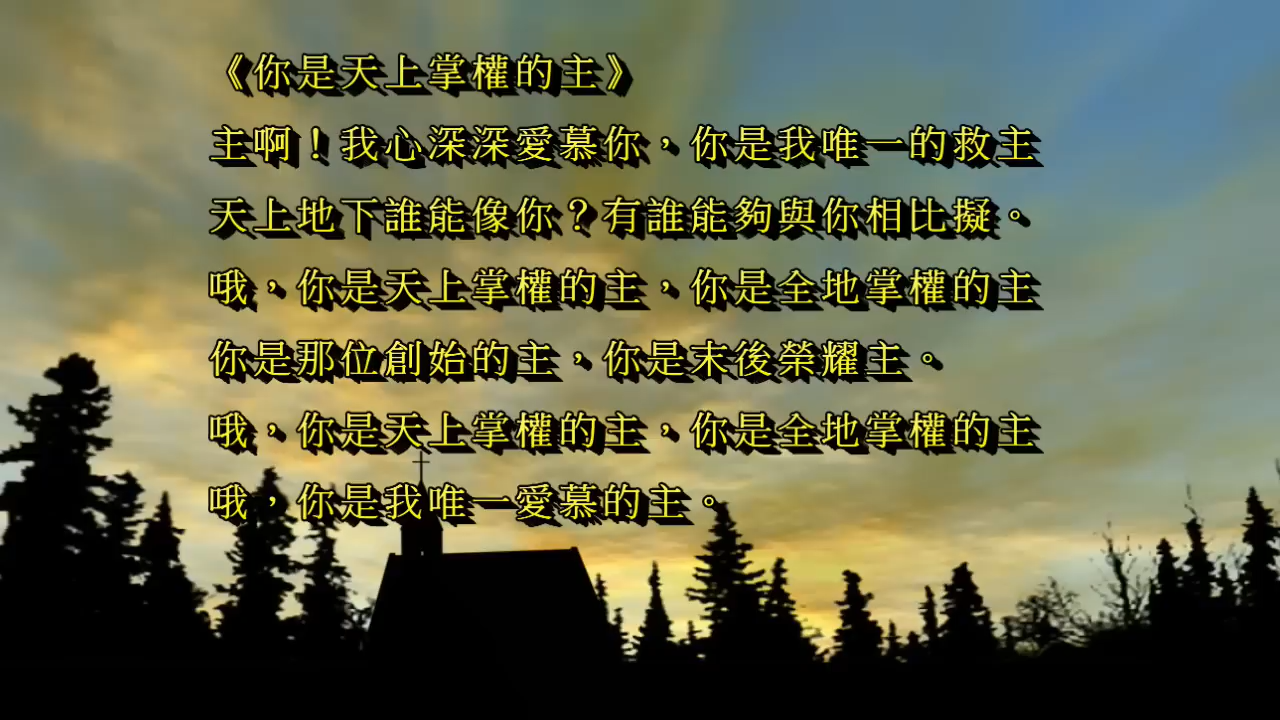 《你是天上掌權的主》
主啊！我心深深愛慕你，你是我唯一的救主
天上地下誰能像你？有誰能夠與你相比擬。
哦，你是天上掌權的主，你是全地掌權的主
你是那位創始的主，你是末後榮耀主。
哦，你是天上掌權的主，你是全地掌權的主
哦，你是我唯一愛慕的主。